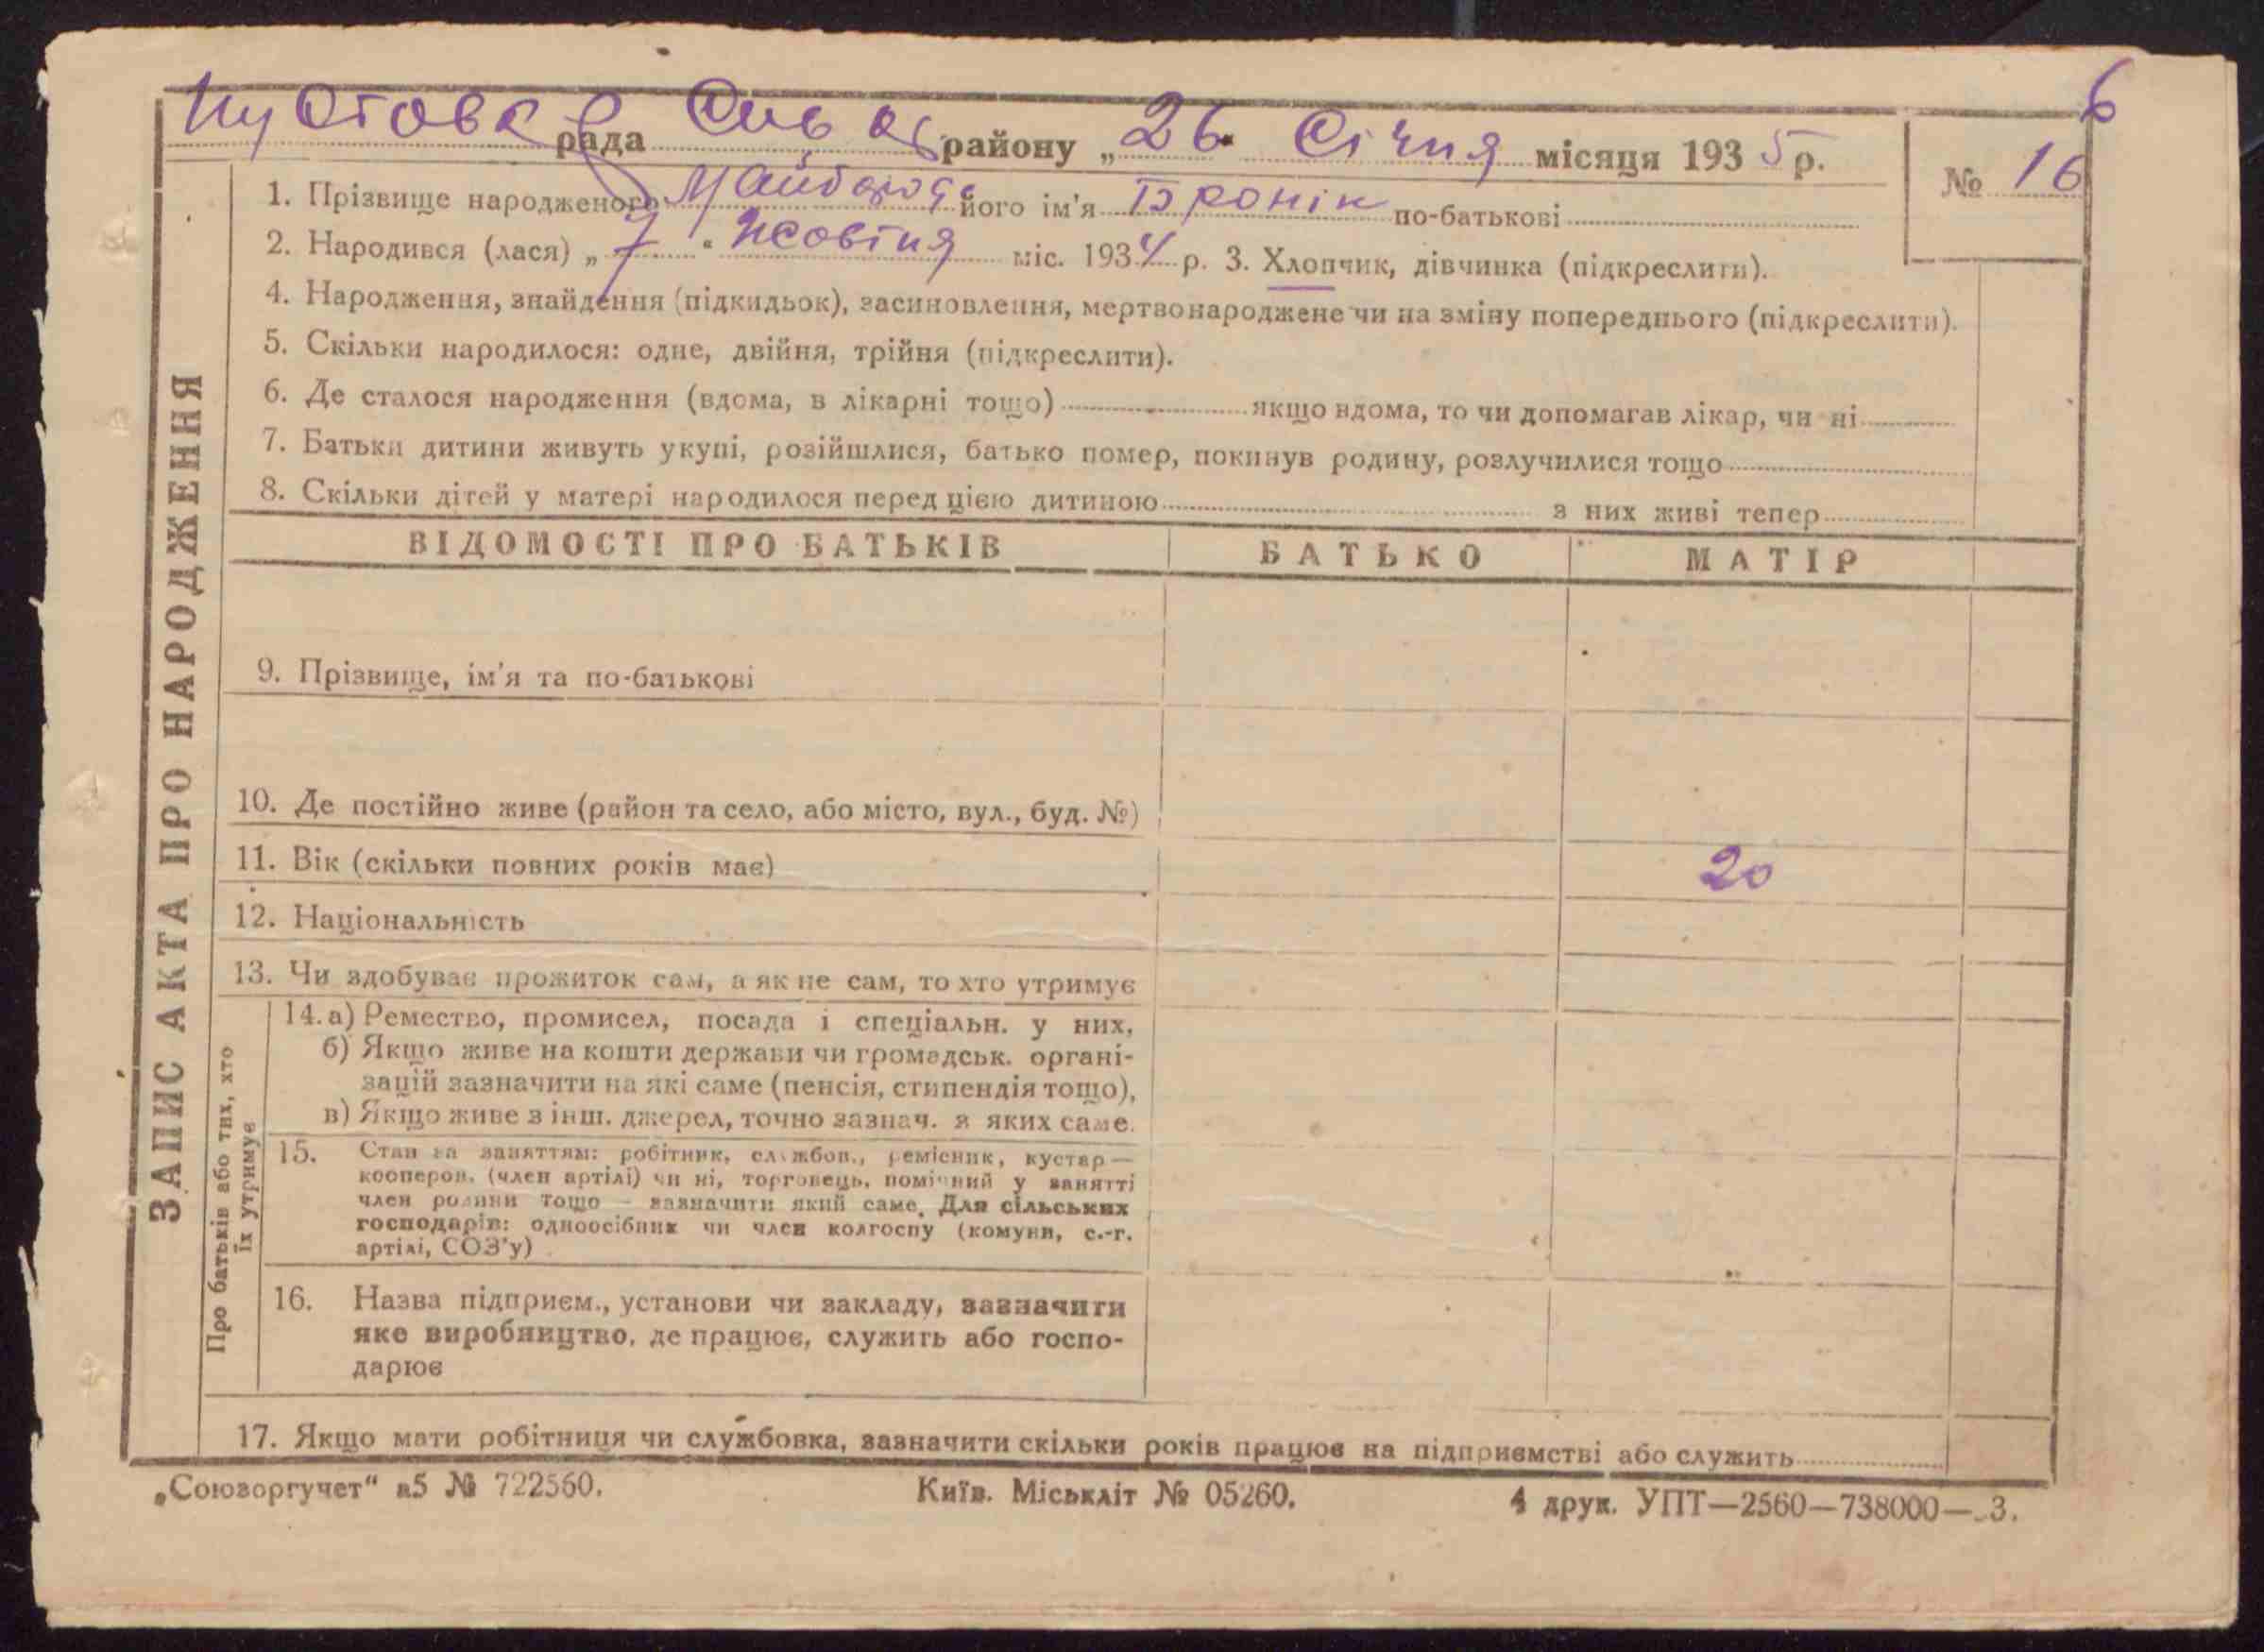 6
рада району „26“ Січня місяця 1935 р. № 16
1. Прізвище народженого його ім'я Бронік по-батькові
2. Народився (лася) „7“ Жовтня міс. 1934 р. 3. Хлопчик, дівчинка (підкреслити).
4. Народження, знайдення (підкидьок), засиновлення, мертвонароджене чи на зміну попереднього (підкреслити).
5. Скільки народилося: одне, двійня, трійня (підкреслити).
6. Де сталося народження (вдома, в лікарні тощо) якщо вдома, то чи допомагав лікар, чи ні
7. Батьки дитини живуть укупі, розійшлися, батько помер, покинув родину, розлучилися тощо
8. Скільки дітей у матері народилося перед цією дитиною з них живі тепер
ВІДОМОСТІ ПРО БАТЬКІВ БАТЬКО МАТІР
9. Прізвище, ім'я та по-батькові
10. Де постійно живе (район та село, або місто, вул., буд. №)
11. Вік (скільки повних років має) 20
12. Національність
13. Чи здобуває прожиток сам, а як не сам, то хто утримує
14. а) Ремество, промисел, посада і спеціальн. у них,
б) Якщо живе на кошти держави чи громадськ. органі-
зацій зазначити на які саме (пенсія, стипендія тощо),
в) Якщо живе з інш. джерел, точно зазнач. з яких саме.
15. Стан за заняттям: робітник, службов., ремісник, кустар —
кооперов. (член артілі) чи ні, торговець, помічний у занятті
член родини тощо — зазначити який саме. Для сільських
господарів: одноосібник чи член колгоспу (комуни, с.-г.
артілі, СОЗ'у)
16. Назва підприєм., установи чи закладу, зазначити
яке виробництво, де працює, служить або госпо-
дарює
17. Якщо мати робітниця чи службовка, зазначити скільки років працює на підприємстві або служить
ЗАПИС АКТА ПРО НАРОДЖЕННЯ
Про батьків або тих, хто
їх утримує
„Союзоргучет“ а5 № 722560. Київ. Міськліт № 05260. 4 друк. УПТ—2560—738000— 3.